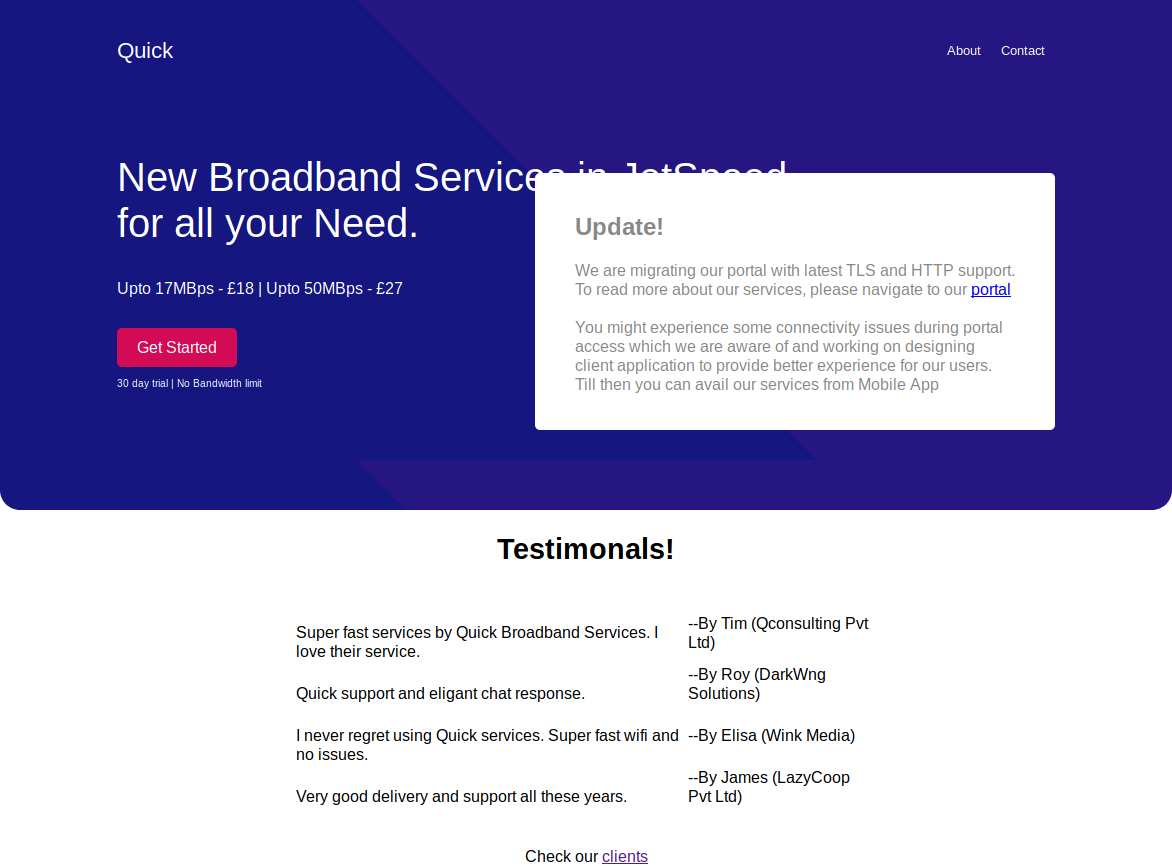 Quick
About
Contact
New Broadband Services in JetSpeed
for all your Need.
Upto 17MBps - £18 | Upto 50MBps - £27
Get Started
30 day trial | No Bandwidth limit
Update!
We are migrating our portal with latest TLS and HTTP support.
To read more about our services, please navigate to our portal
You might experience some connectivity issues during portal
access which we are aware of and working on designing
client application to provide better experience for our users.
Till then you can avail our services from Mobile App
Testimonals!
Super fast services by Quick Broadband Services. I
love their service.
--By Tim (Qconsulting Pvt
Ltd)
Quick support and eligant chat response.
--By Roy (DarkWng
Solutions)
I never regret using Quick services. Super fast wifi and
no issues.
--By Elisa (Wink Media)
Very good delivery and support all these years.
--By James (LazyCoop
Pvt Ltd)
Check our clients